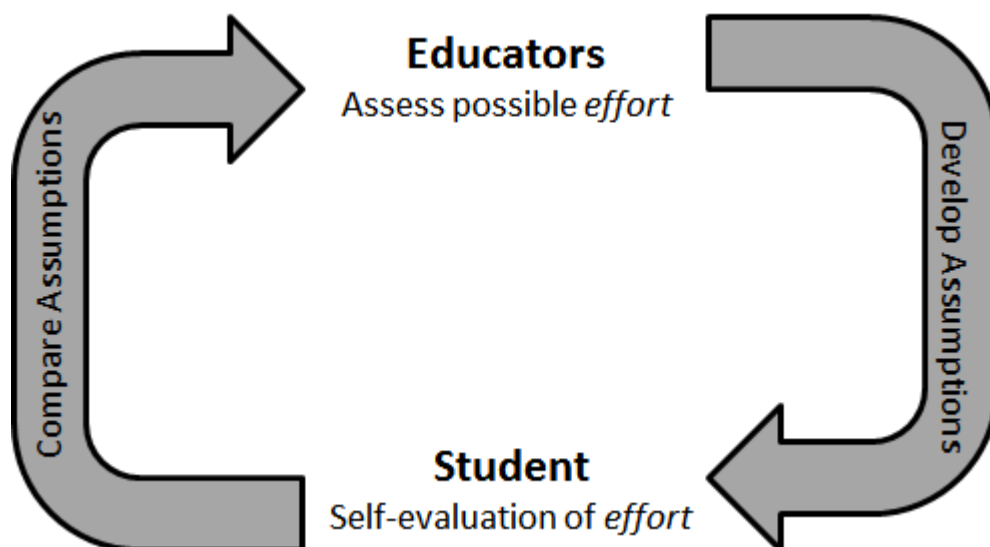 Educators
Assess possible effort
Develop Assumptions
Student
Self-evaluation of effort
Compare Assumptions